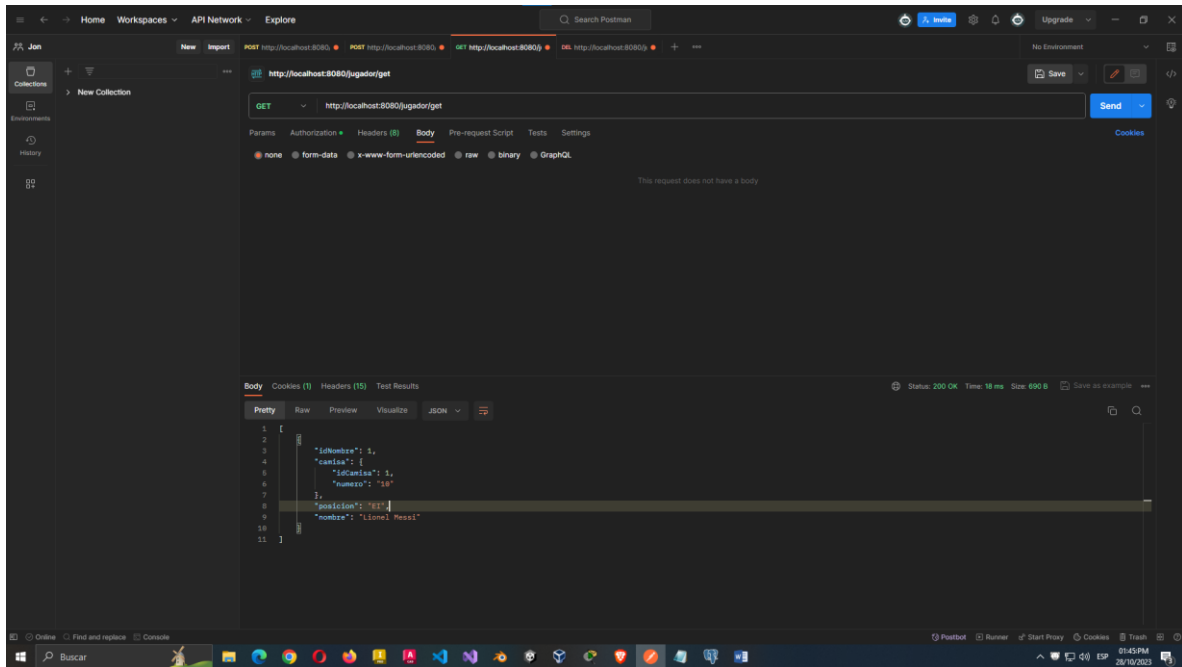 Home Workspaces API Network Explore Search Postman Invite Upgrade
Jon New Import POST http://localhost:8080, POST http://localhost:8080, GET http://localhost:8080/j DEL http://localhost:8080/j No Environment
Collections
New Collection
http://localhost:8080/jugador/get Save
GET http://localhost:8080/jugador/get Send
Environments
Params Authorization Headers (8) Body Pre-request Script Tests Settings Cookies
History
none form-data x-www-form-urlencoded raw binary GraphQL
This request does not have a body
Body Cookies (1) Headers (15) Test Results Status: 200 OK Time: 18 ms Size: 690 B Save as example
Pretty Raw Preview Visualize JSON
1 [
2 {
3 "idNombre": 1,
4 "camisa": {
5 "idCamisa": 1,
6 "numero": "10"
7 },
8 "posicion": "EI",
9 "nombre": "Lionel Messi"
10 }
11 ]
Online Find and replace Console Postbot Runner Start Proxy Cookies Trash
Buscar ESP 01:45PM
28/10/2023